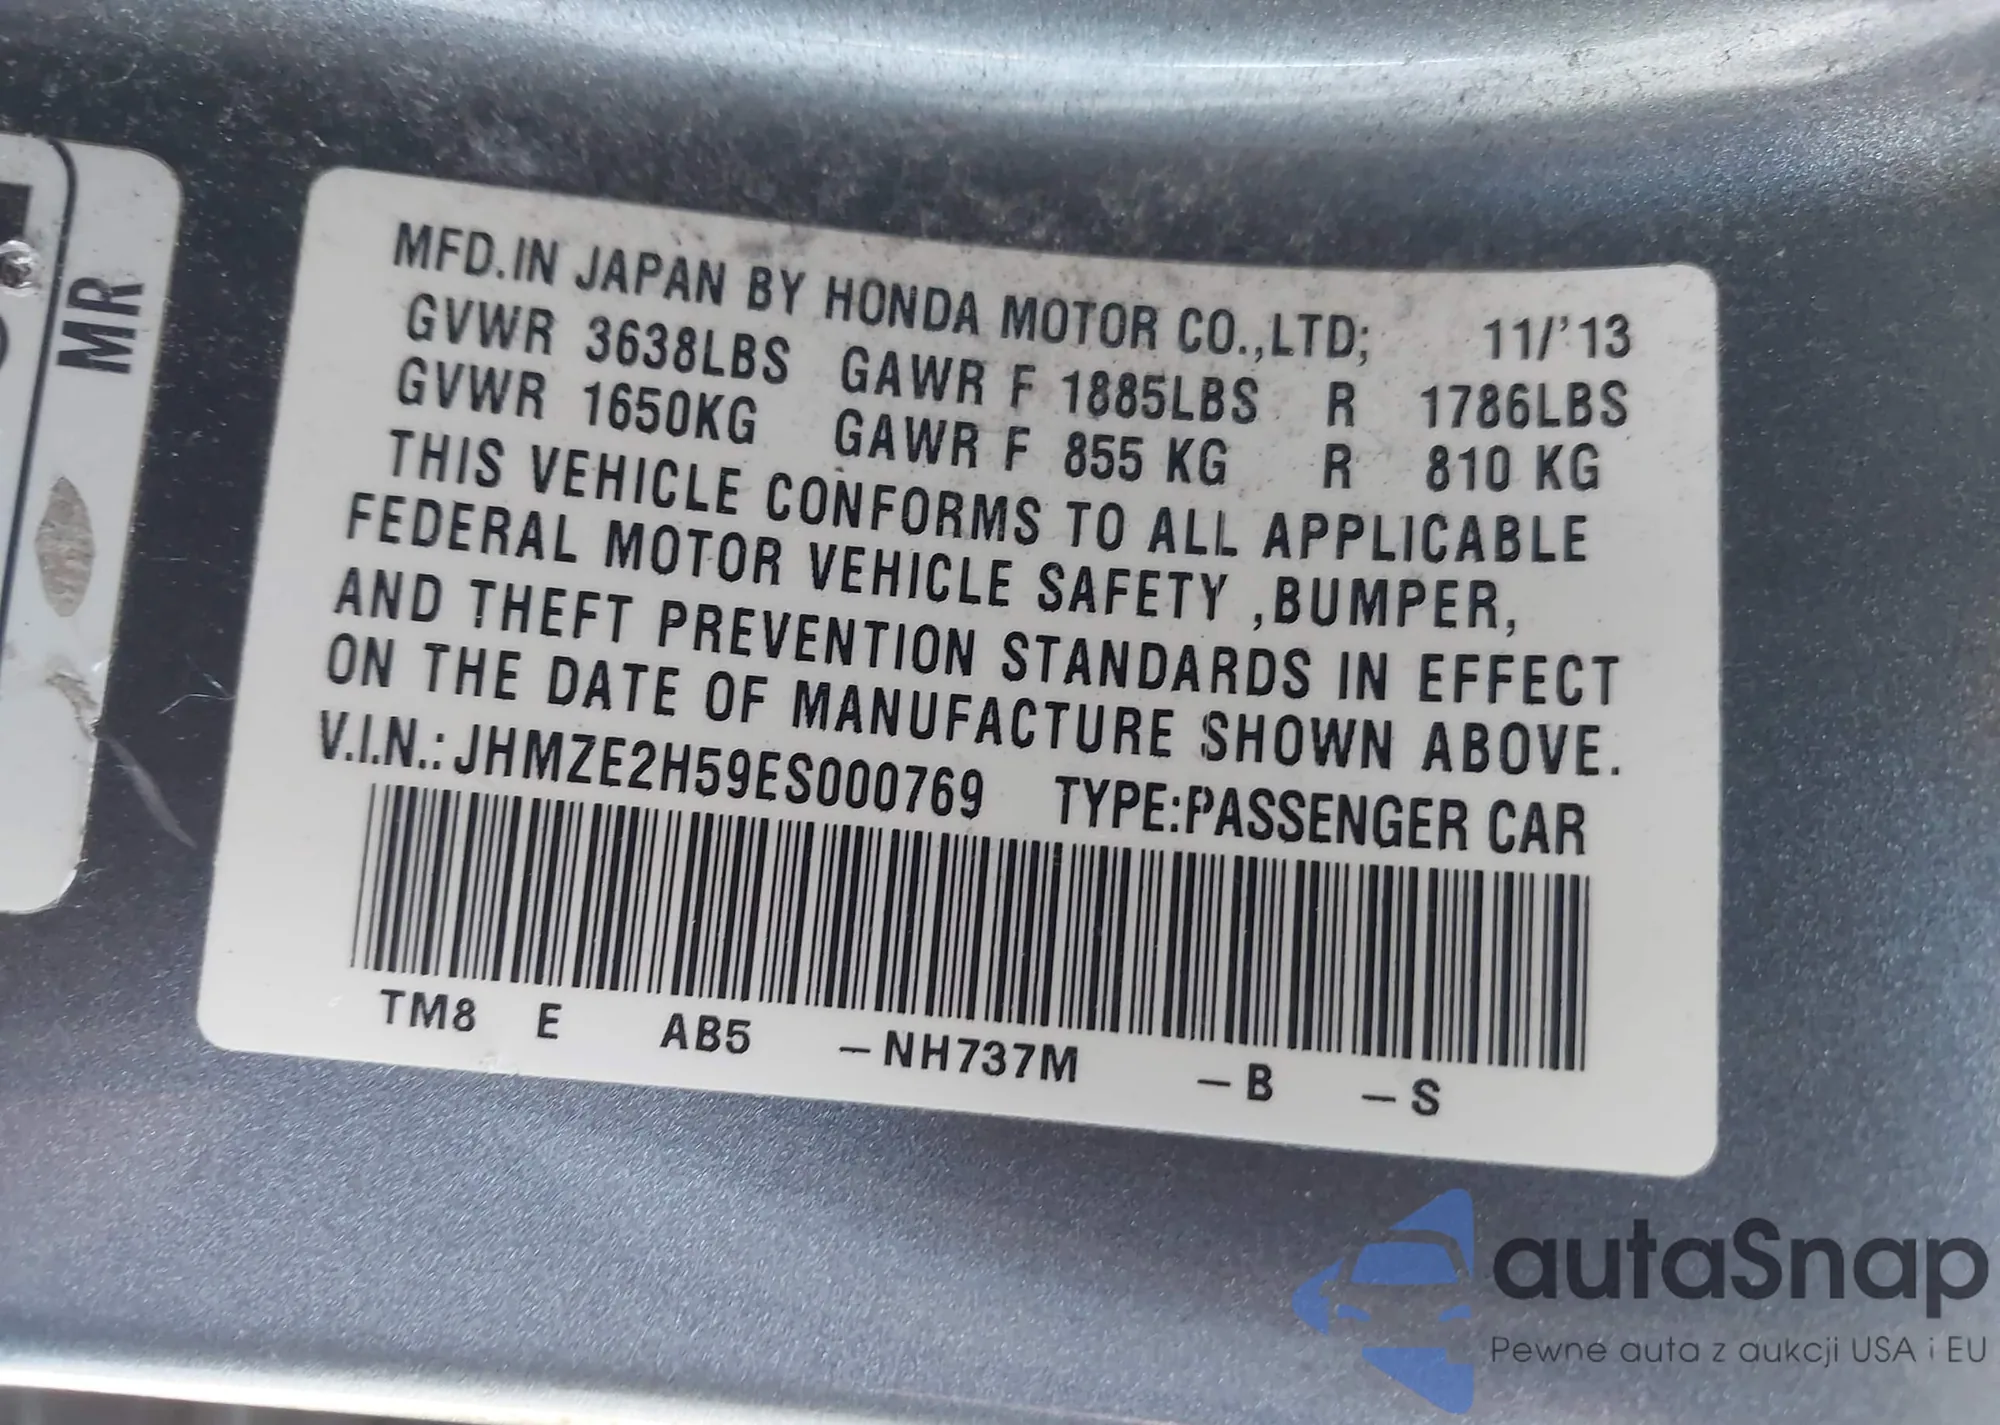 MR
MFD.IN JAPAN BY HONDA MOTOR CO.,LTD; 11/'13
GVWR 3638LBS GAWR F 1885LBS R 1786LBS
GVWR 1650KG GAWR F 855 KG R 810 KG
THIS VEHICLE CONFORMS TO ALL APPLICABLE
FEDERAL MOTOR VEHICLE SAFETY ,BUMPER,
AND THEFT PREVENTION STANDARDS IN EFFECT
ON THE DATE OF MANUFACTURE SHOWN ABOVE.
V.I.N.: JHMZE2H59ES000769 TYPE:PASSENGER CAR
TM8 E AB5 –NH737M –B –S
autaSnap
Pewne auta z aukcji USA i EU